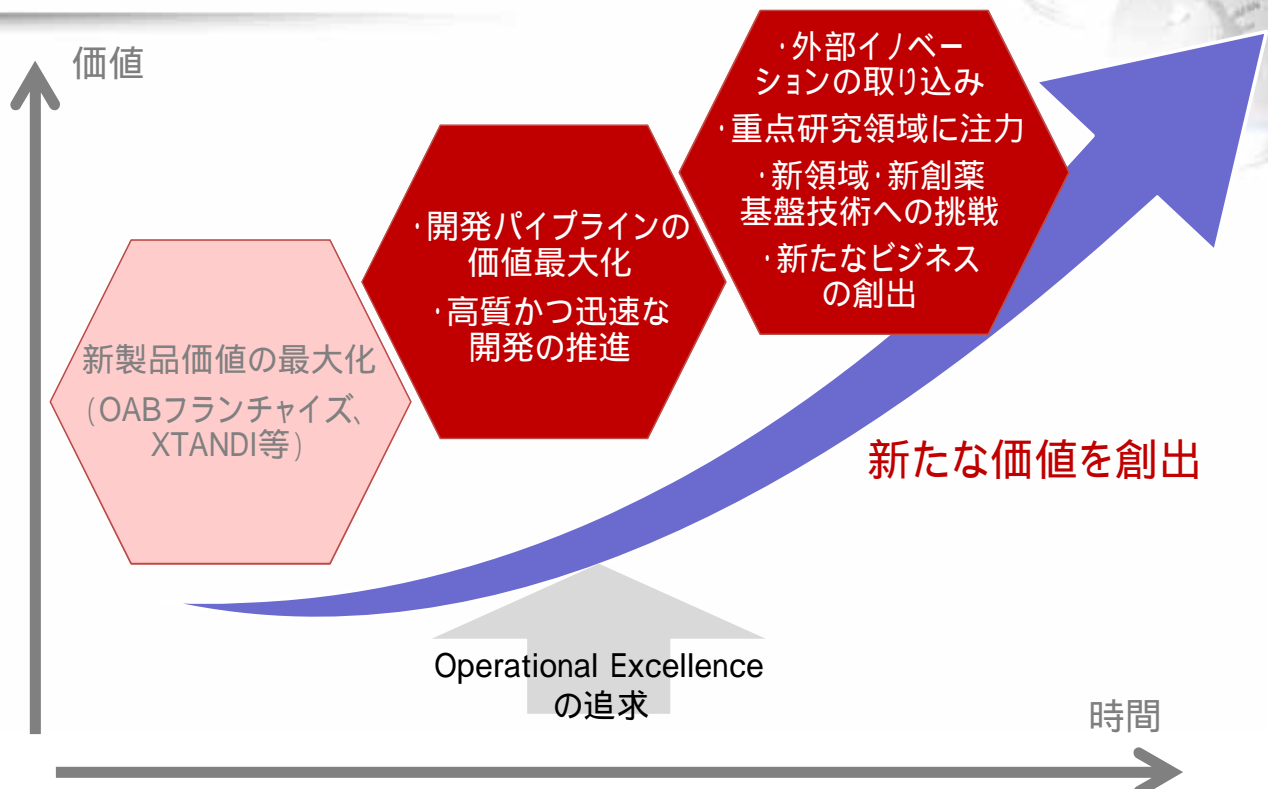 価値
・外部イノベー
ションの取り込み
・重点研究領域に注力
・新領域・新創薬
基盤技術への挑戦
・新たなビジネス
の創出
・開発パイプラインの
価値最大化
・高質かつ迅速な
開発の推進
新製品価値の最大化
(OABフランチャイズ、
XTANDI等)
新たな価値を創出
Operational Excellence
の追求
時間